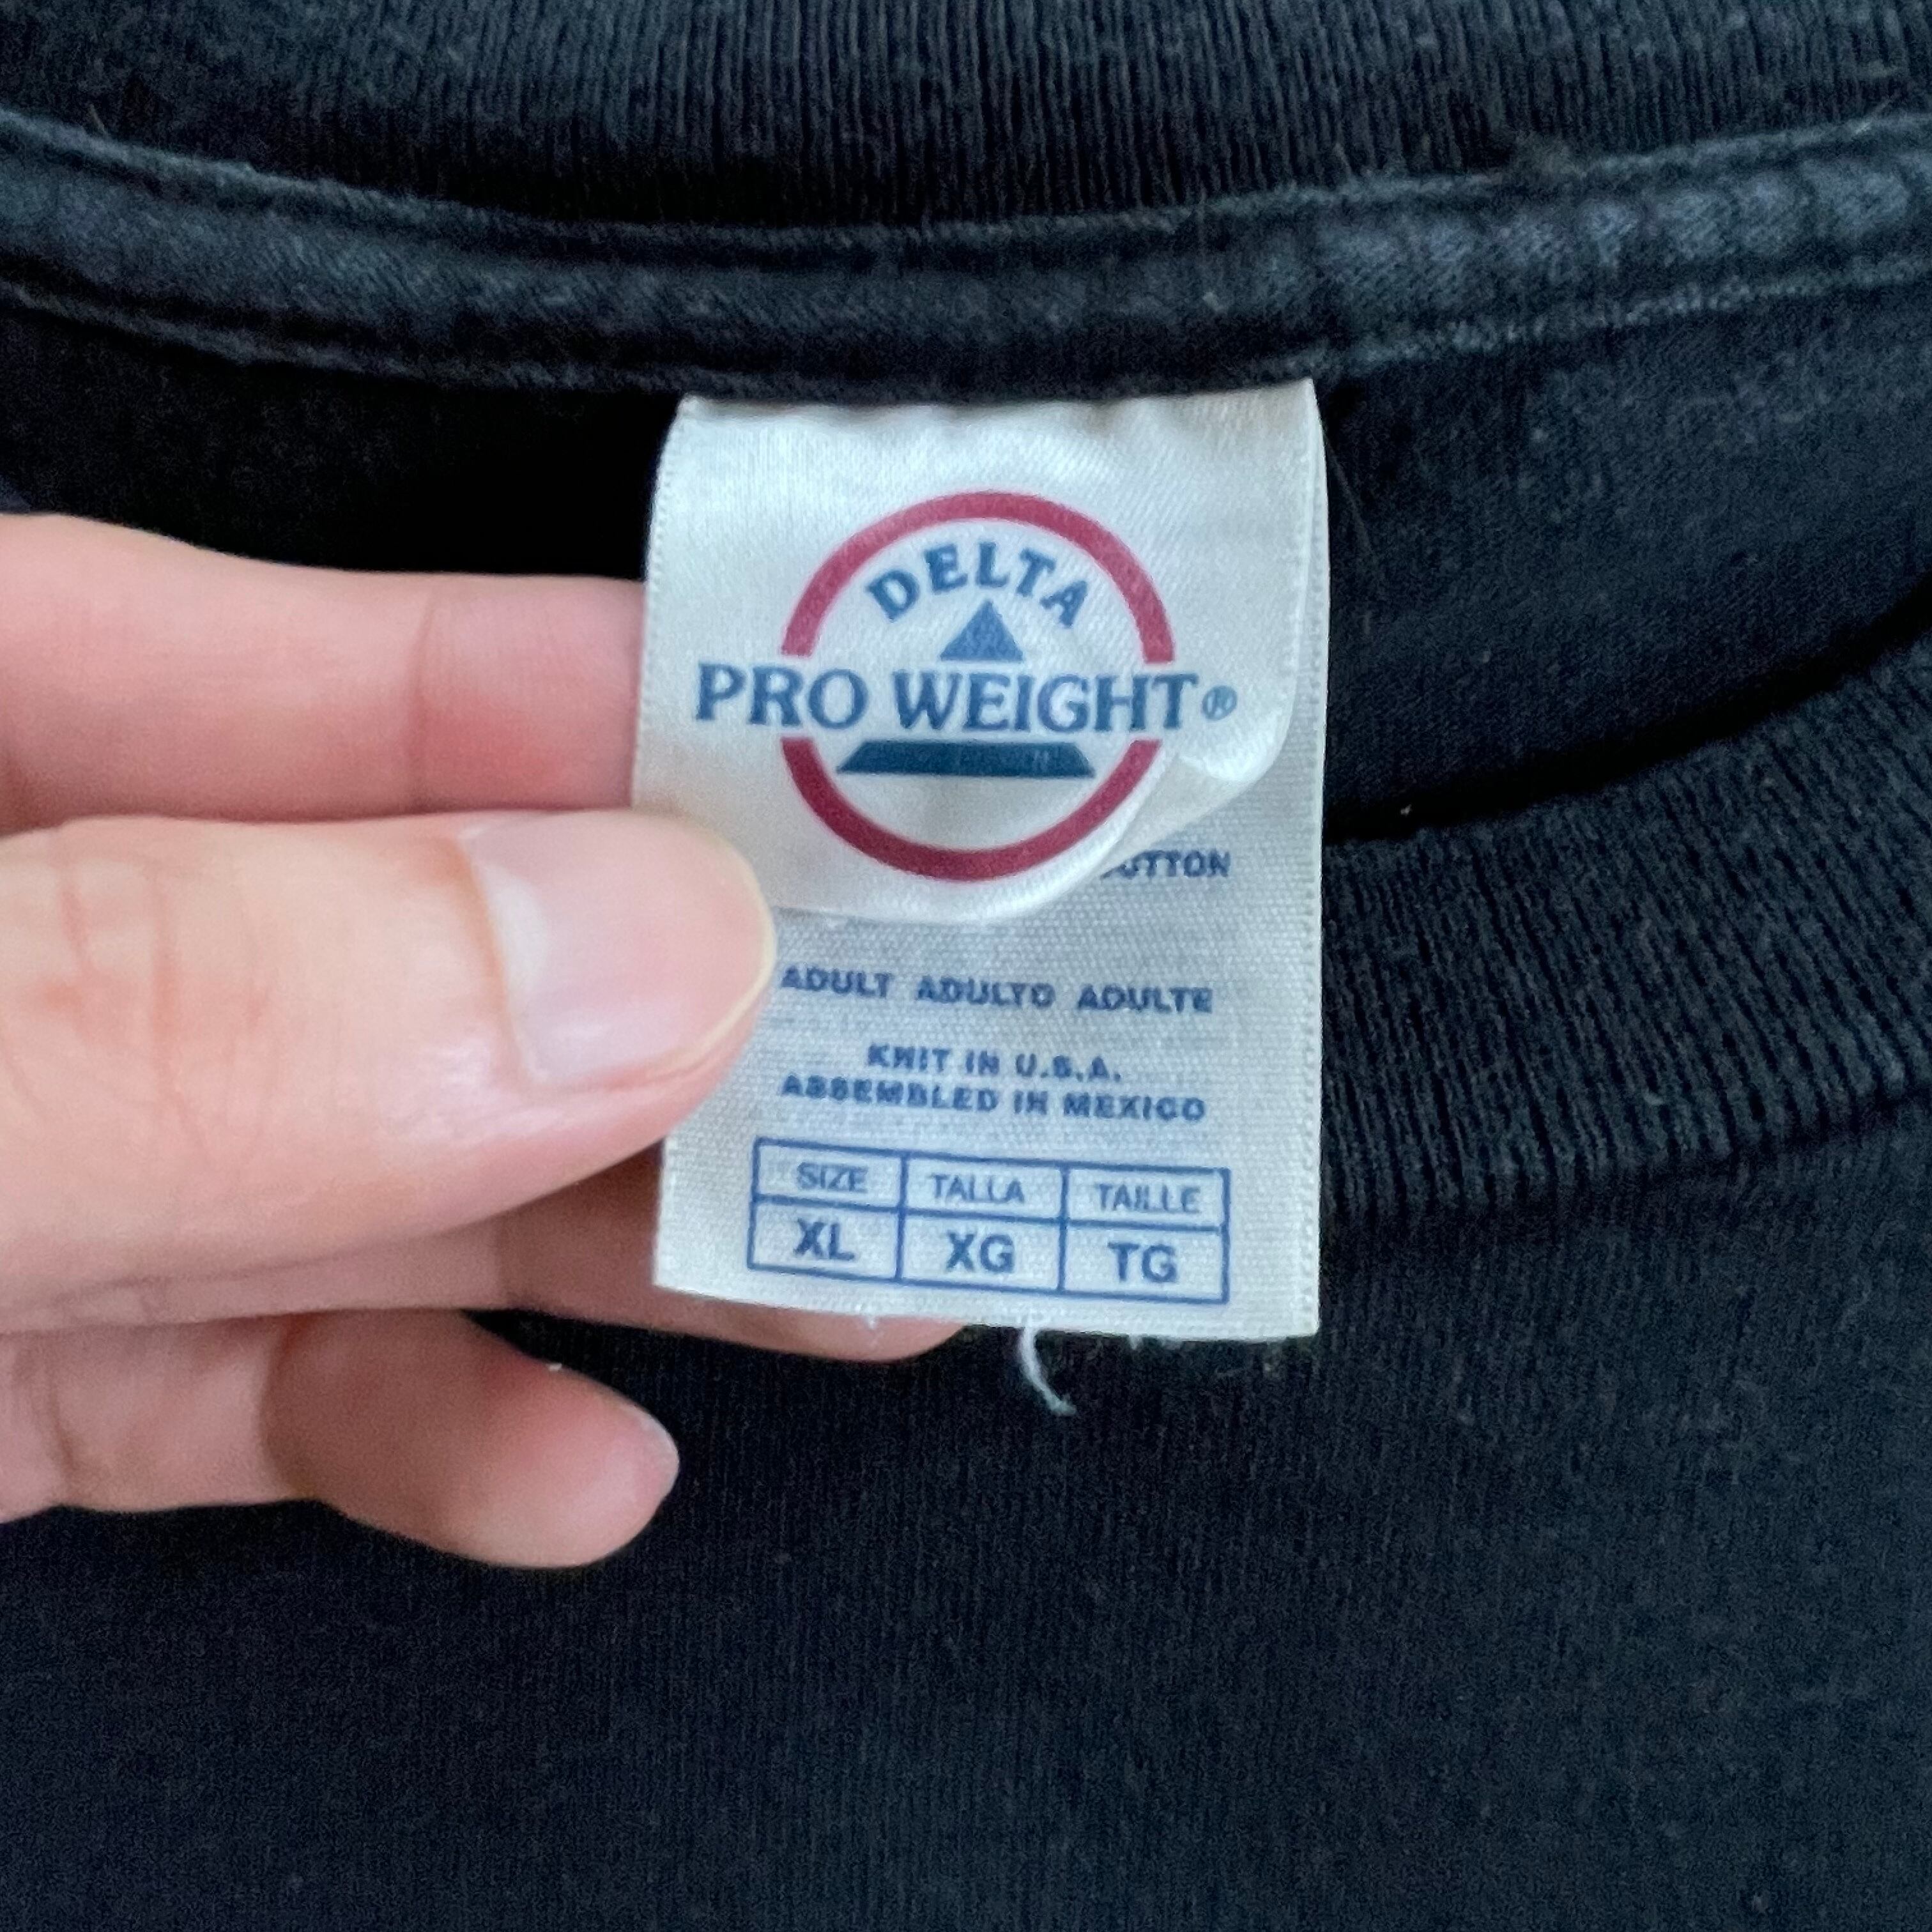 DELTA
PRO WEIGHT®
ADULT ADULTO ADULTE
KNIT IN U.S.A.
ASSEMBLED IN MEXICO
SIZE TALLA TAILLE
XL XG TG